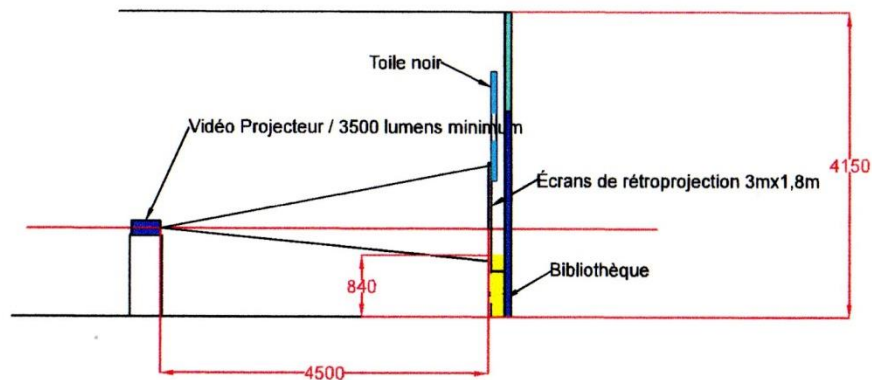 Toile noir
Vidéo Projecteur / 3500 lumens minimum
4150
Écrans de rétroprojection 3mx1,8m
Bibliothèque
840
4500